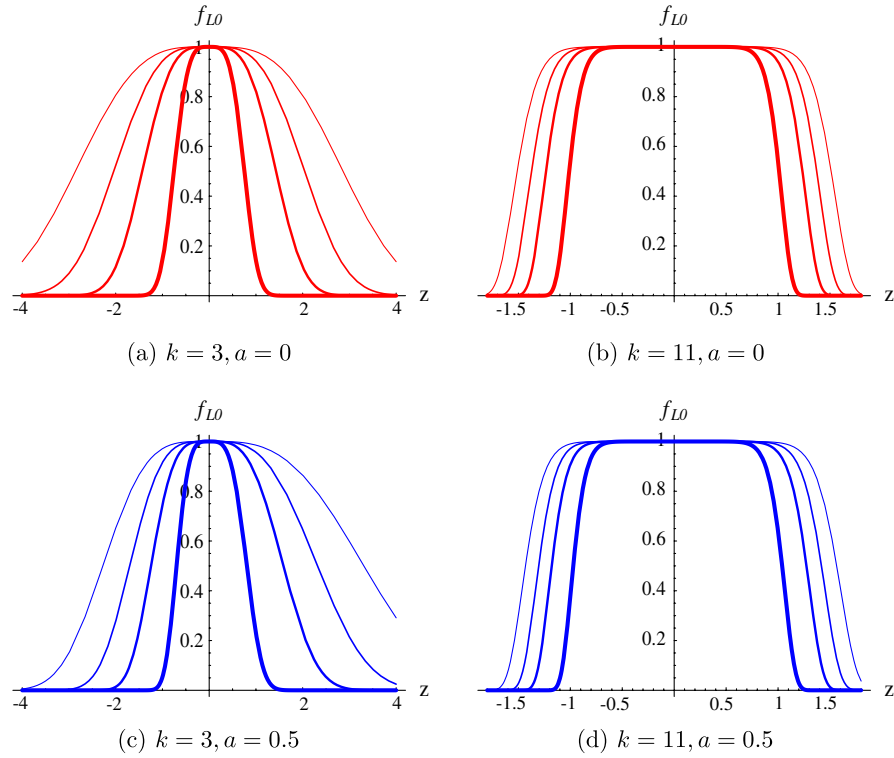 f_{L0} f_{L0}
1 1
0.8 0.8
0.6 0.6
0.4 0.4
0.2 0.2
-4 -2 2 4 z -1.5 -1 -0.5 0.5 1 1.5 z
(a) k = 3, a = 0 (b) k = 11, a = 0
f_{L0} f_{L0}
1 1
0.8 0.8
0.6 0.6
0.4 0.4
0.2 0.2
-4 -2 2 4 z -1.5 -1 -0.5 0.5 1 1.5 z
(c) k = 3, a = 0.5 (d) k = 11, a = 0.5